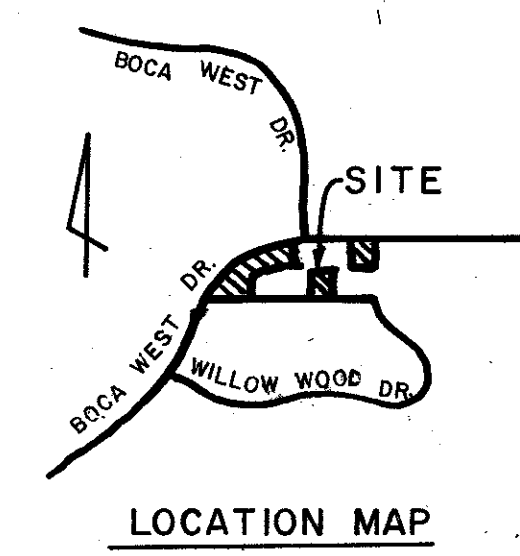 BOCA WEST DR.
SITE
BOCA WEST DR.
WILLOW WOOD DR.
LOCATION MAP